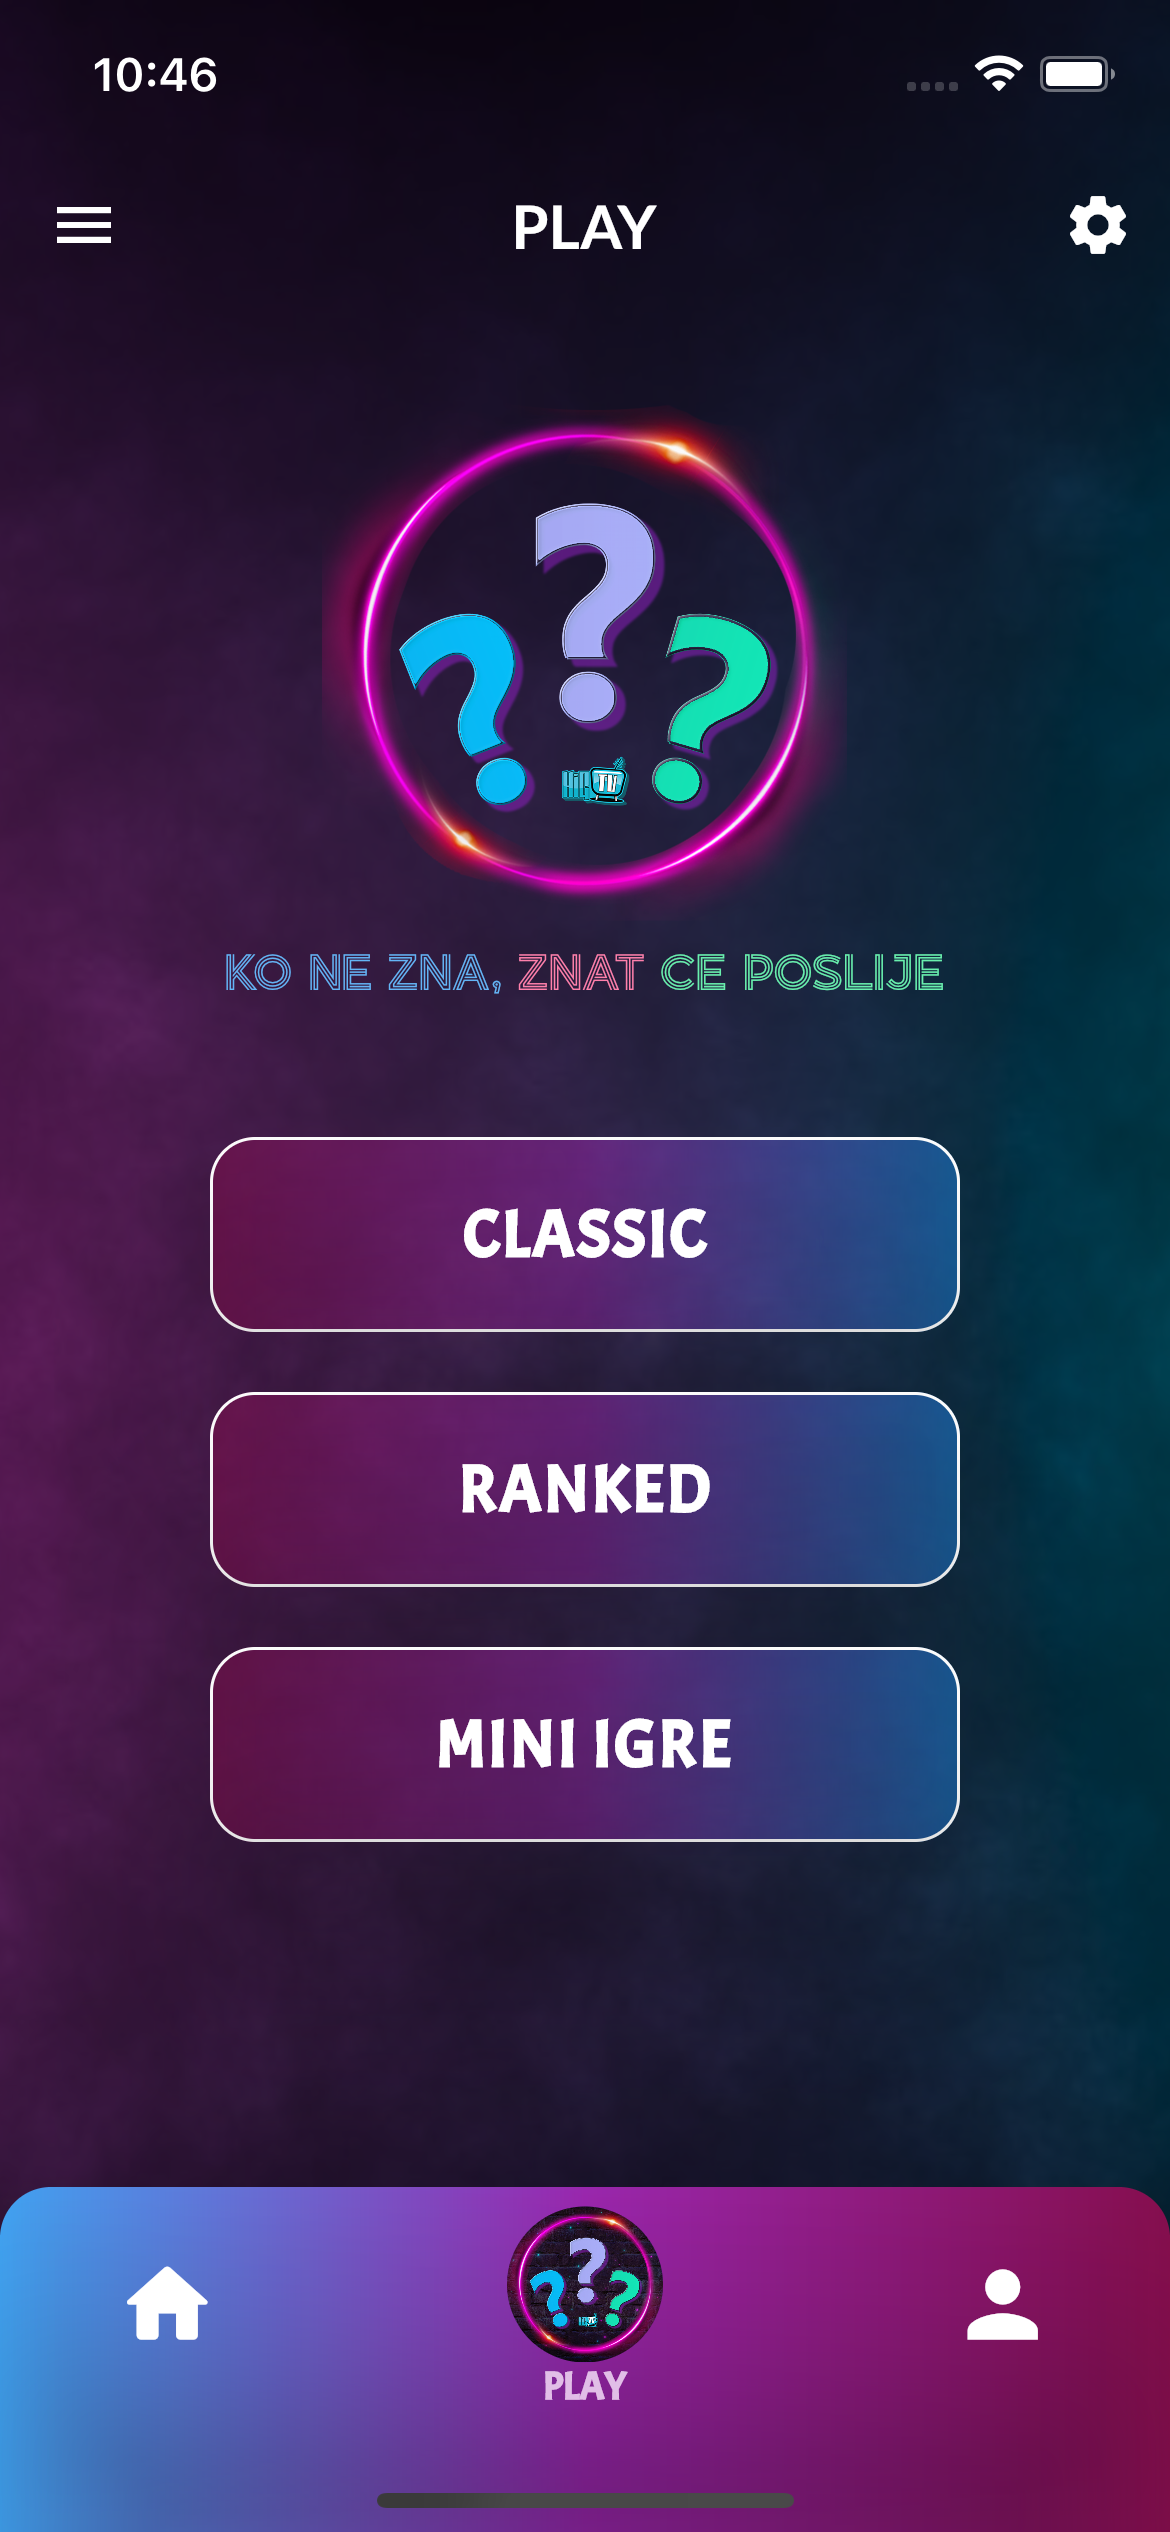 10:46
PLAY
KO NE ZNA, ZNAT CE POSLIJE
CLASSIC
RANKED
MINI IGRE
PLAY